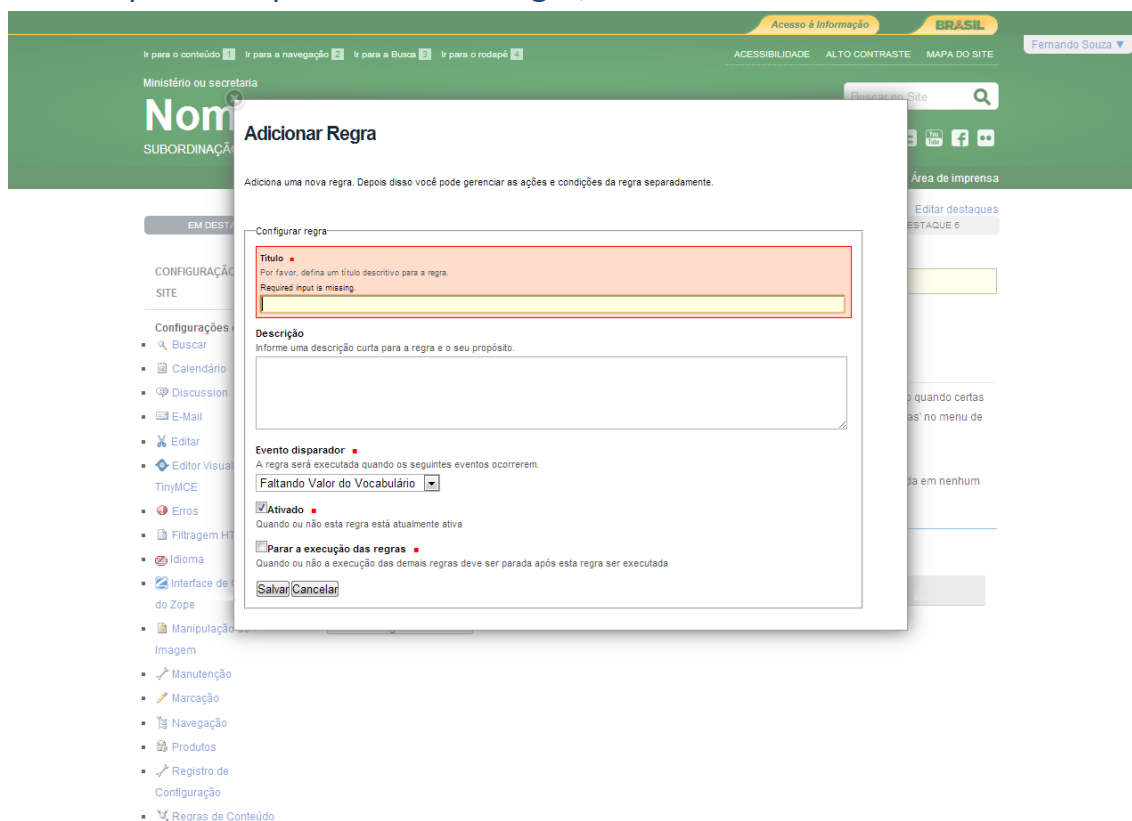 Acesso à Informação
BRASIL
Ir para o conteúdo 1 Ir para a navegação 2 Ir para a Busca 3 Ir para o rodapé 4
ACESSIBILIDADE ALTO CONTRASTE MAPA DO SITE
Fernando Souza ▼
Ministério ou secretaria
Buscar no Site
Nom
SUBORDINAÇÃ
You Tube
Área de imprensa
Adicionar Regra
Adiciona uma nova regra. Depois disso você pode gerenciar as ações e condições da regra separadamente.
Editar destaques
EM DESTA
ESTAQUE 5
Configurar regra
Título
Por favor, defina um título descritivo para a regra.
Required input is missing.
Descrição
Informe uma descrição curta para a regra e o seu propósito.
Evento disparador
A regra será executada quando os seguintes eventos ocorrerem.
Faltando Valor do Vocabulário
Ativado
Quando ou não esta regra está atualmente ativa
Parar a execução das regras
Quando ou não a execução das demais regras deve ser parada após esta regra ser executada
Salvar Cancelar
CONFIGURAÇÃO
SITE
Configurações
Buscar
Calendário
Discussion
E-Mail
Editar
Editor Visual
TinyMCE
Erros
Filtragem HT
Idioma
Interface de
do Zope
Manipulação
Imagem
Manutenção
Marcação
Navegação
Produtos
Registro de
Configuração
Regras de Conteúdo
quando certas
as' no menu de
da em nenhum